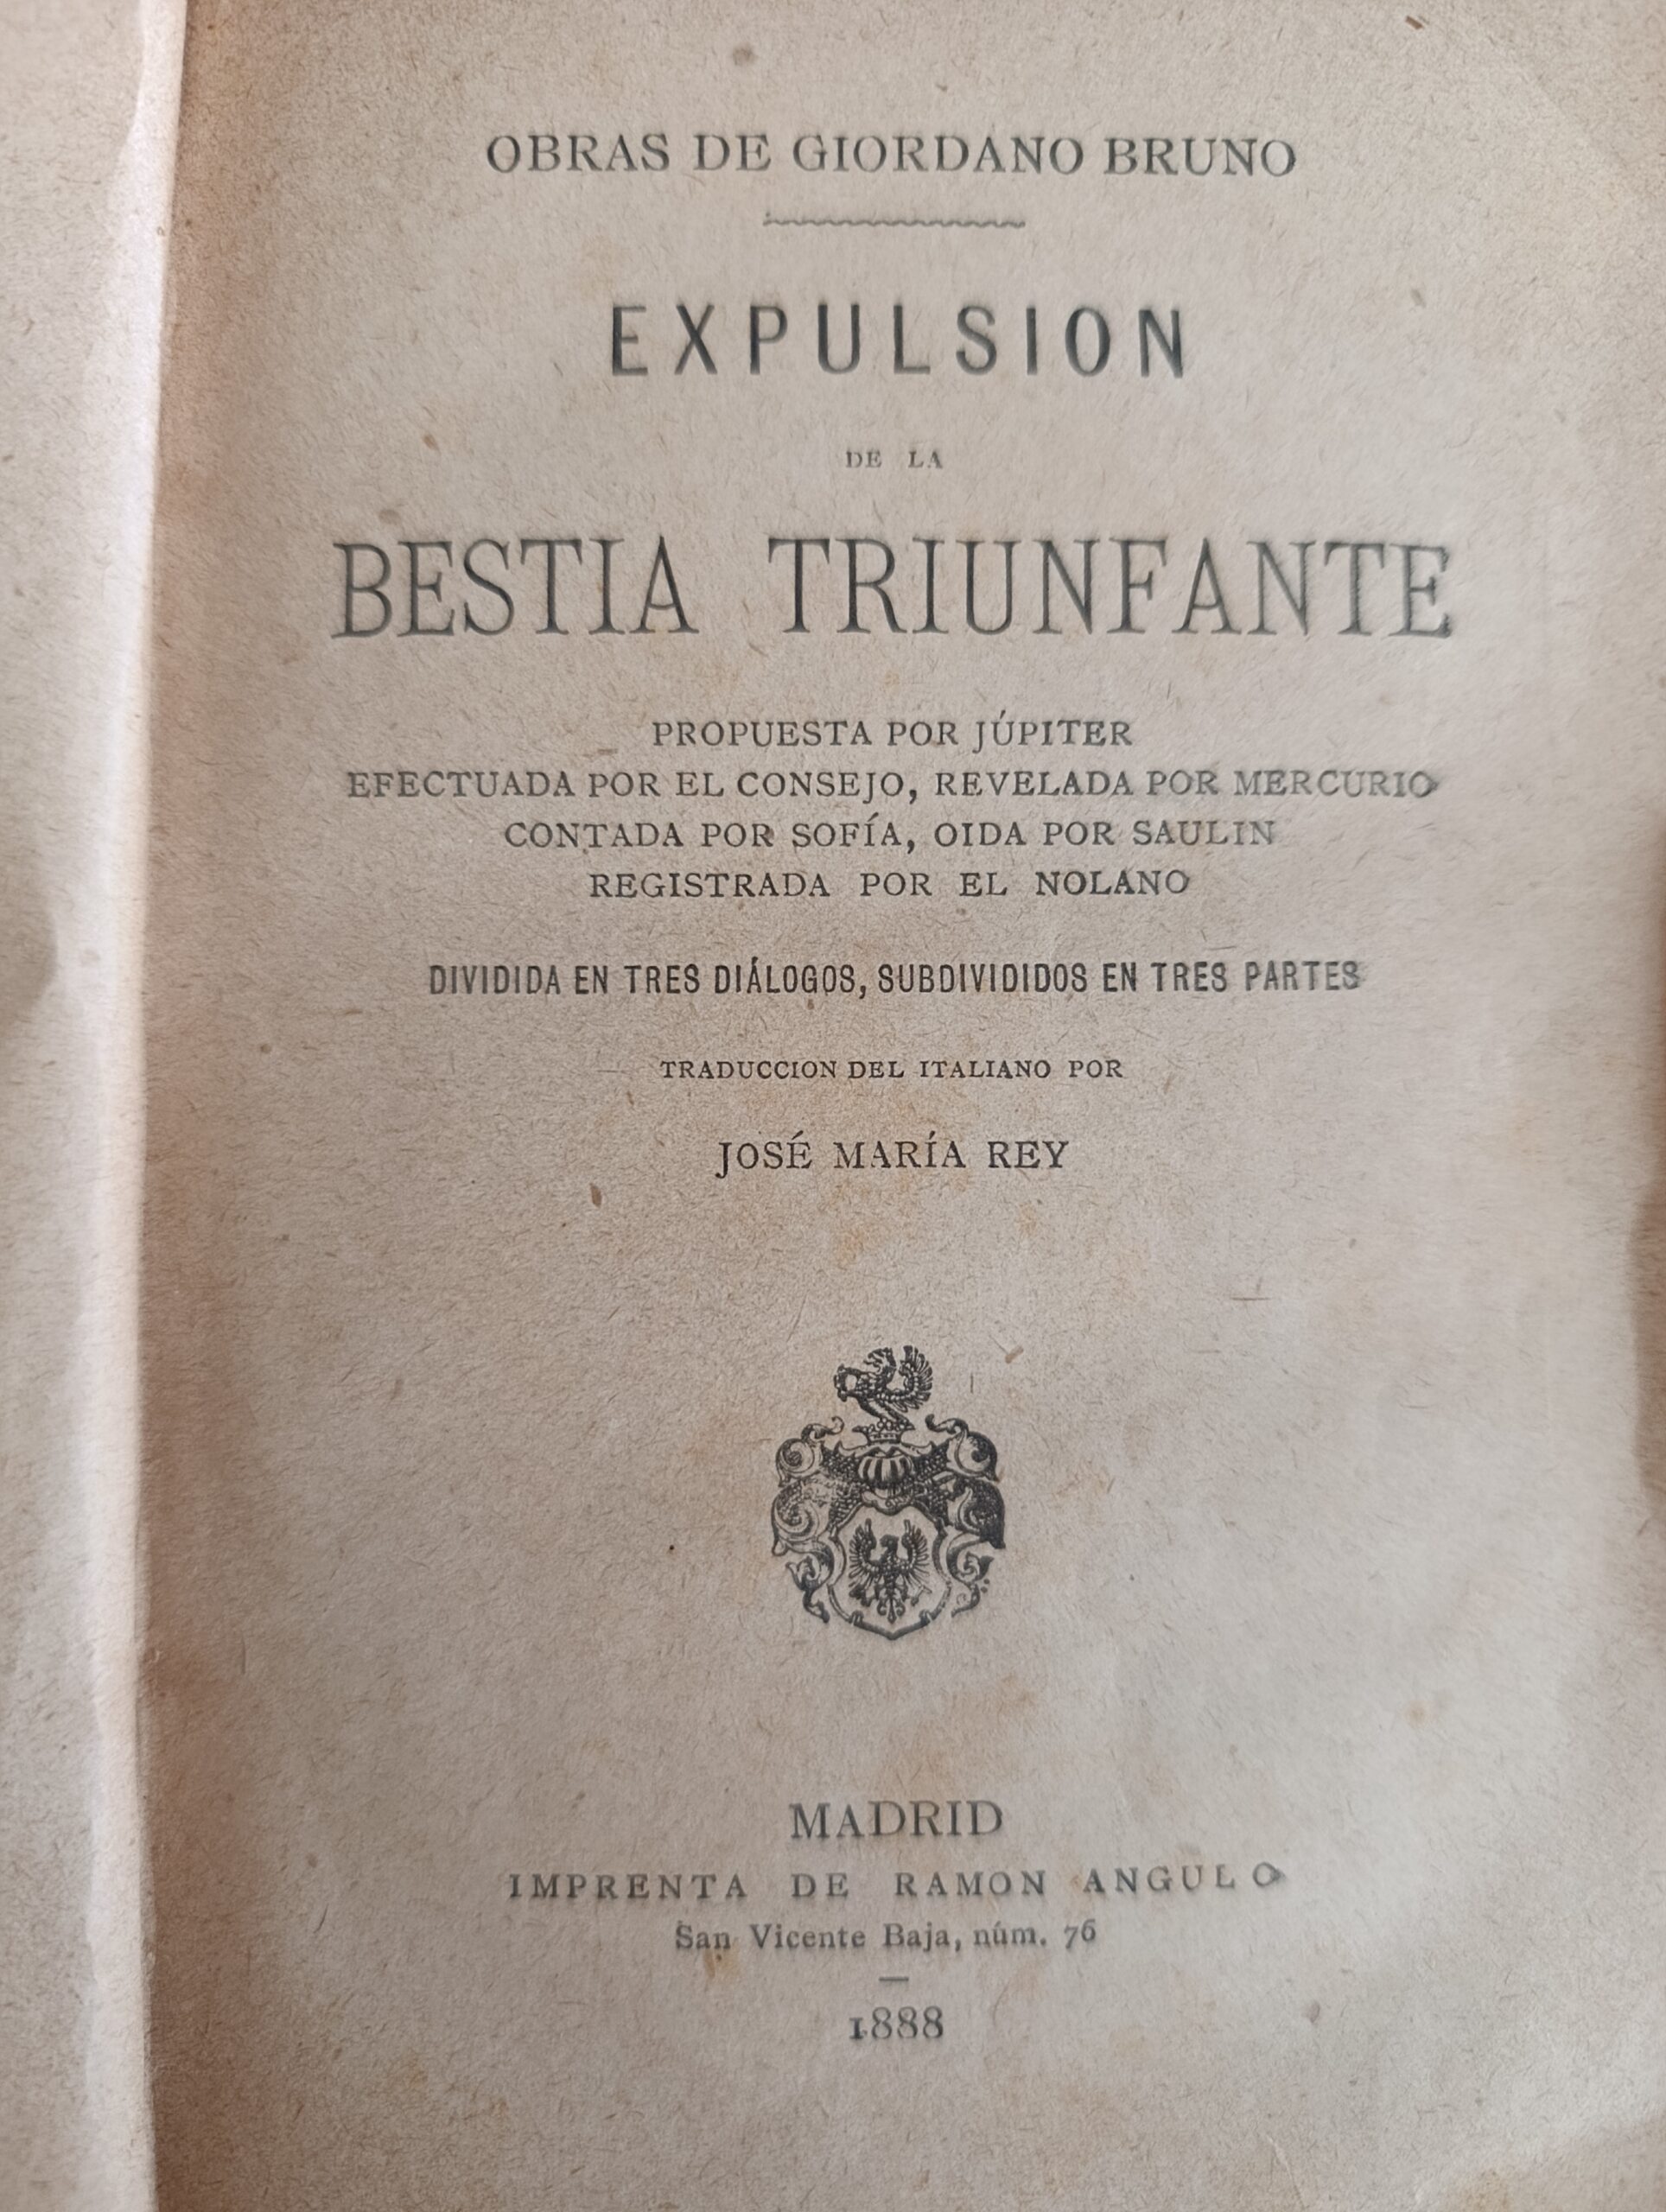 OBRAS DE GIORDANO BRUNO
EXPULSION
DE LA
BESTIA TRIUNFANTE
PROPUESTA POR JÚPITER
EFECTUADA POR EL CONSEJO, REVELADA POR MERCURIO
CONTADA POR SOFÍA, OIDA POR SAULIN
REGISTRADA POR EL NOLANO
DIVIDIDA EN TRES DIÁLOGOS, SUBDIVIDIDOS EN TRES PARTES
TRADUCCION DEL ITALIANO POR
JOSÉ MARÍA REY
MADRID
IMPRENTA DE RAMON ANGULO
San Vicente Baja, núm. 76
1888